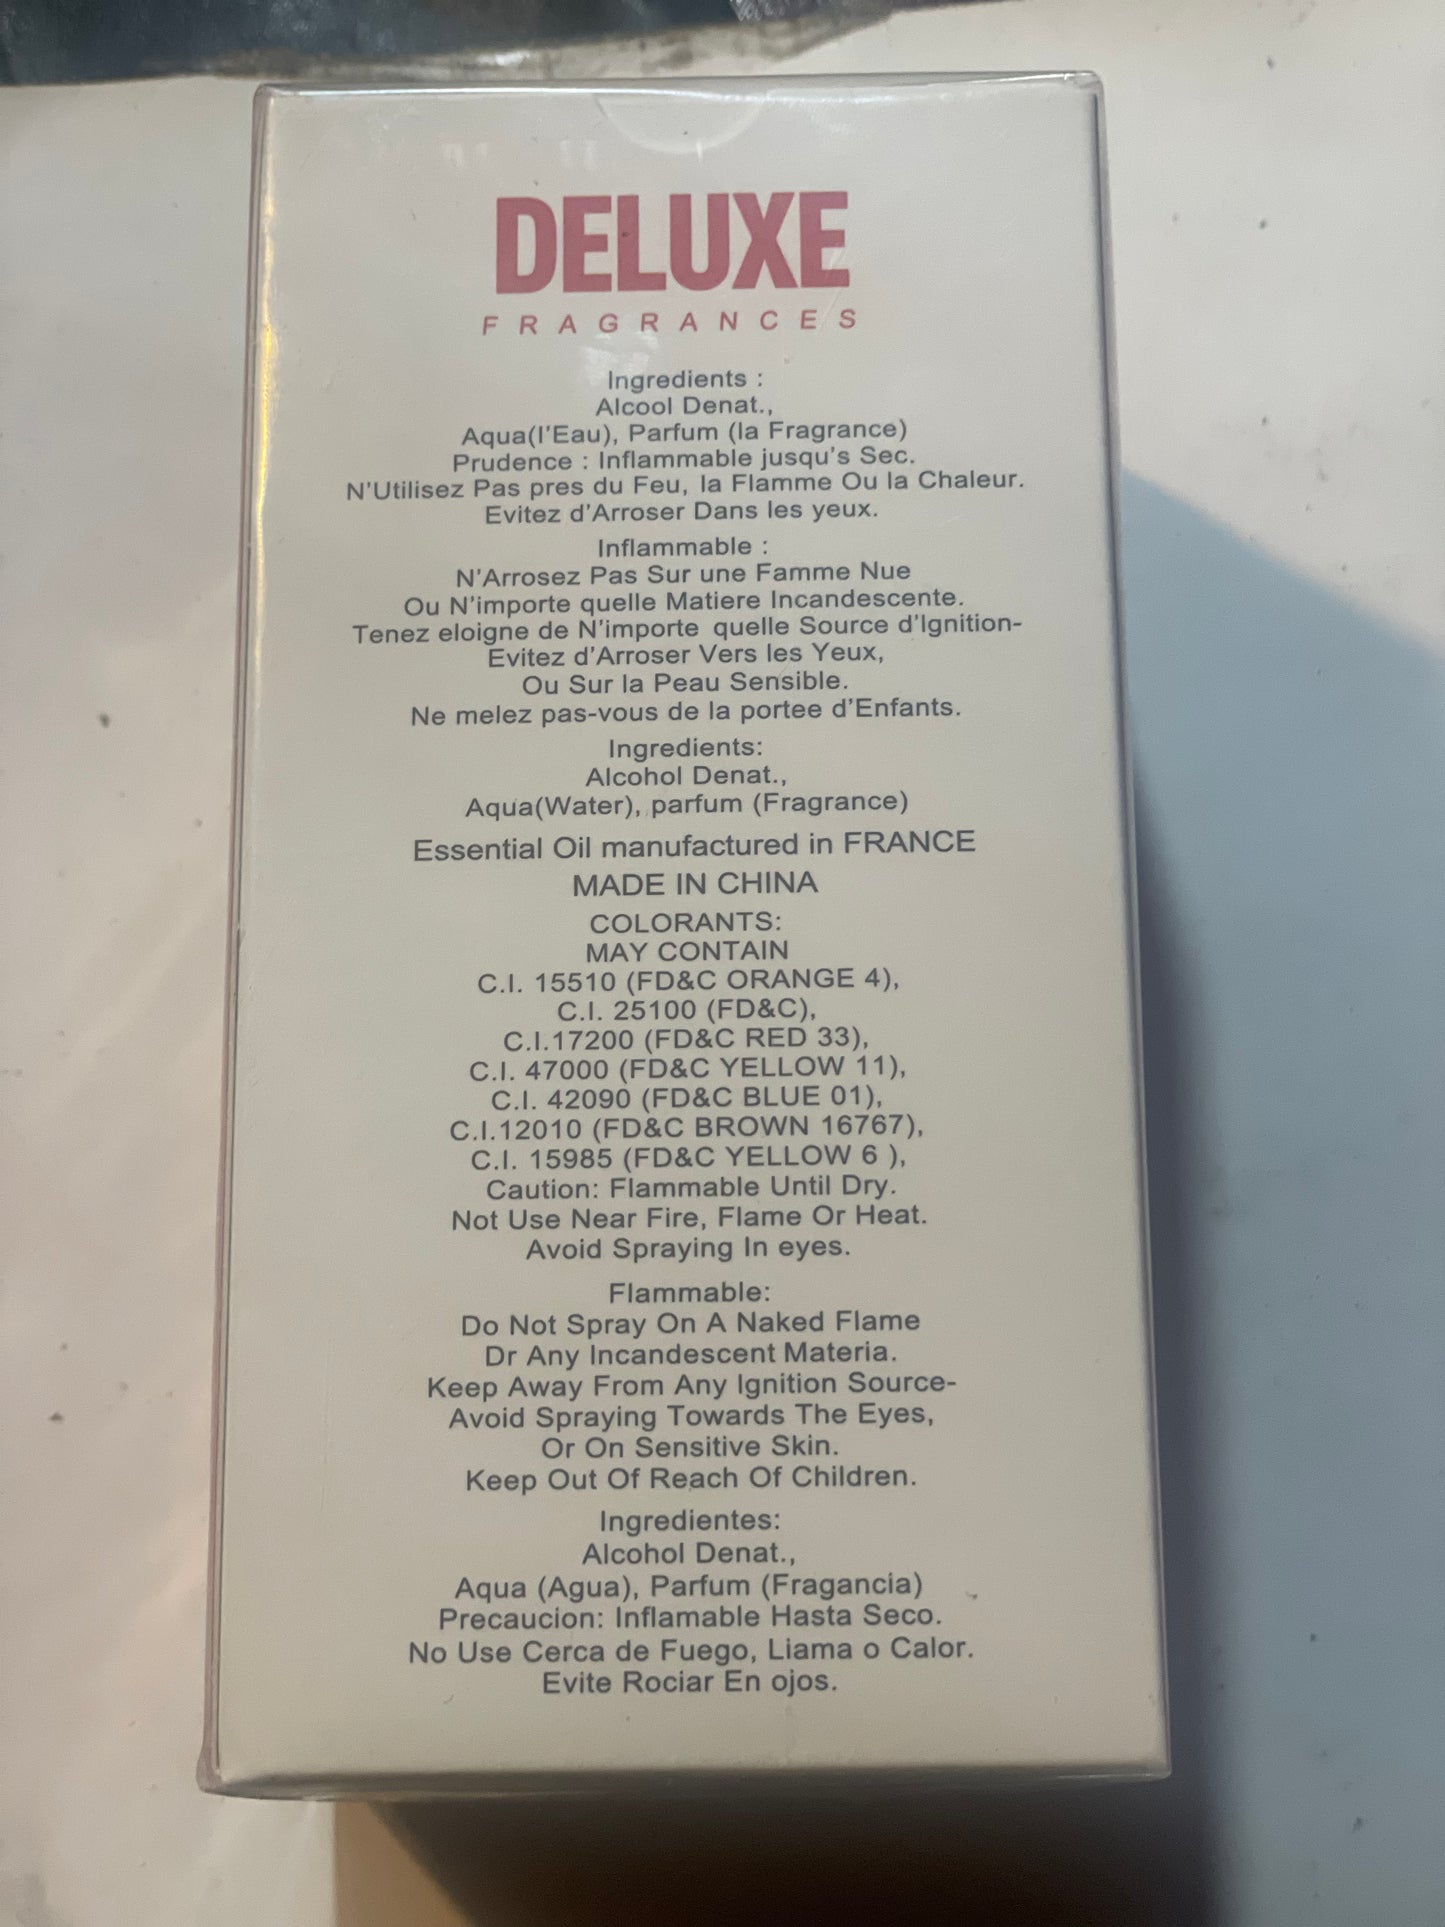 DELUXE
FRAGRANCES
Ingredients :
Alcool Denat.,
Aqua(l'Eau), Parfum (la Fragrance)
Prudence : Inflammable jusqu's Sec.
N'Utilisez Pas pres du Feu, la Flamme Ou la Chaleur.
Evitez d'Arroser Dans les yeux.
Inflammable :
N'Arrosez Pas Sur une Famme Nue
Ou N'importe quelle Matiere Incandescente.
Tenez eloigne de N'importe quelle Source d'Ignition-
Evitez d'Arroser Vers les Yeux,
Ou Sur la Peau Sensible.
Ne melez pas-vous de la portee d'Enfants.
Ingredients:
Alcohol Denat.,
Aqua(Water), parfum (Fragrance)
Essential Oil manufactured in FRANCE
MADE IN CHINA
COLORANTS:
MAY CONTAIN
C.I. 15510 (FD&C ORANGE 4),
C.I. 25100 (FD&C),
C.I.17200 (FD&C RED 33),
C.I. 47000 (FD&C YELLOW 11),
C.I. 42090 (FD&C BLUE 01),
C.I.12010 (FD&C BROWN 16767),
C.I. 15985 (FD&C YELLOW 6 ),
Caution: Flammable Until Dry.
Not Use Near Fire, Flame Or Heat.
Avoid Spraying In eyes.
Flammable:
Do Not Spray On A Naked Flame
Dr Any Incandescent Materia.
Keep Away From Any Ignition Source-
Avoid Spraying Towards The Eyes,
Or On Sensitive Skin.
Keep Out Of Reach Of Children.
Ingredientes:
Alcohol Denat.,
Aqua (Agua), Parfum (Fragancia)
Precaucion: Inflamable Hasta Seco.
No Use Cerca de Fuego, Liama o Calor.
Evite Rociar En ojos.